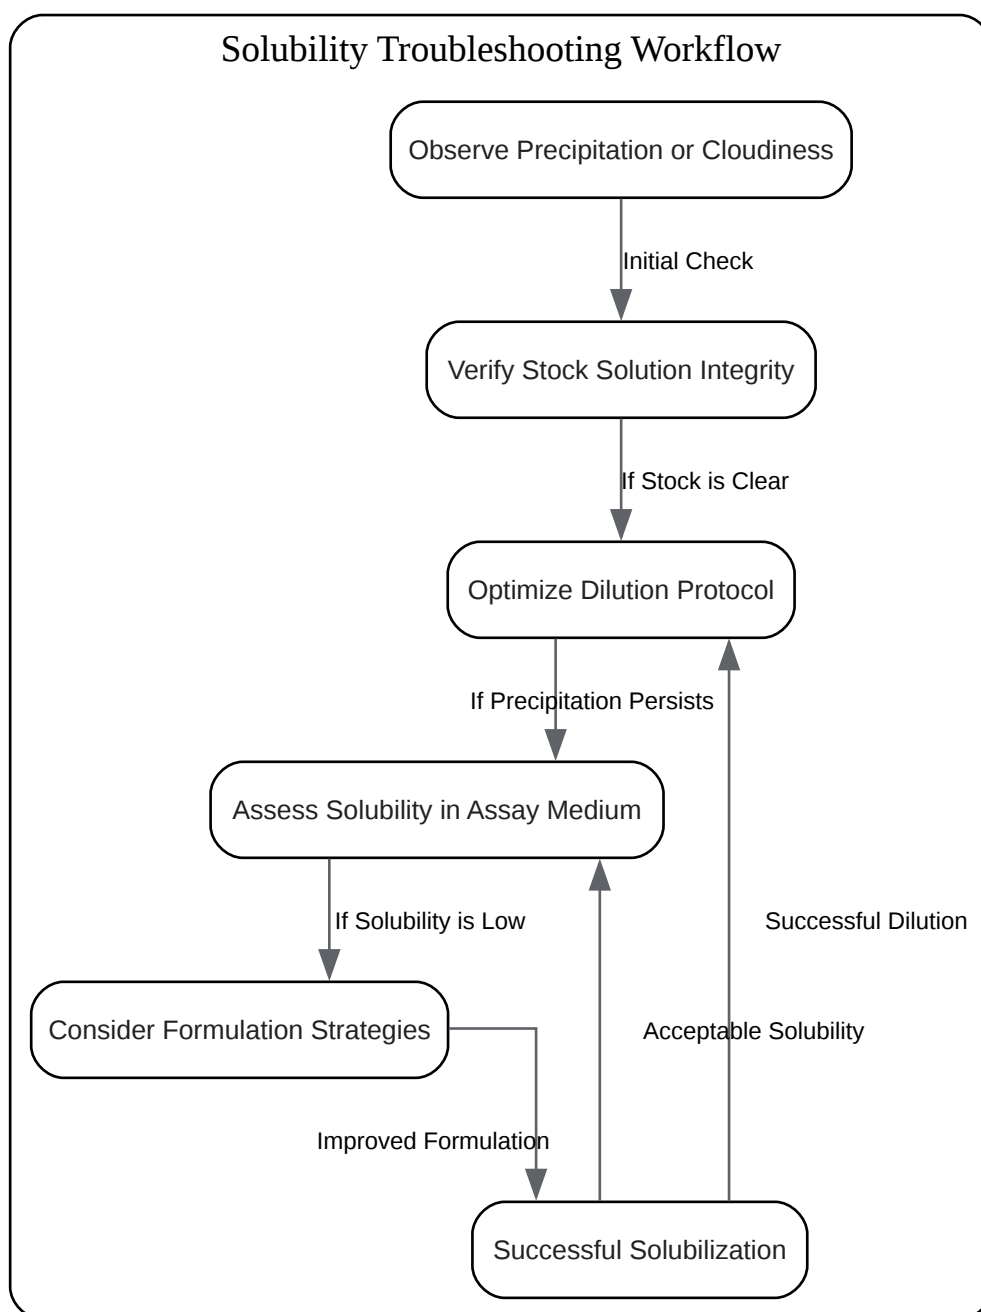 Solubility Troubleshooting Workflow
Observe Precipitation or Cloudiness
Initial Check
Verify Stock Solution Integrity
If Stock is Clear
Optimize Dilution Protocol
If Precipitation Persists
Assess Solubility in Assay Medium
If Solubility is Low
Successful Dilution
Consider Formulation Strategies
Acceptable Solubility
Improved Formulation
Successful Solubilization